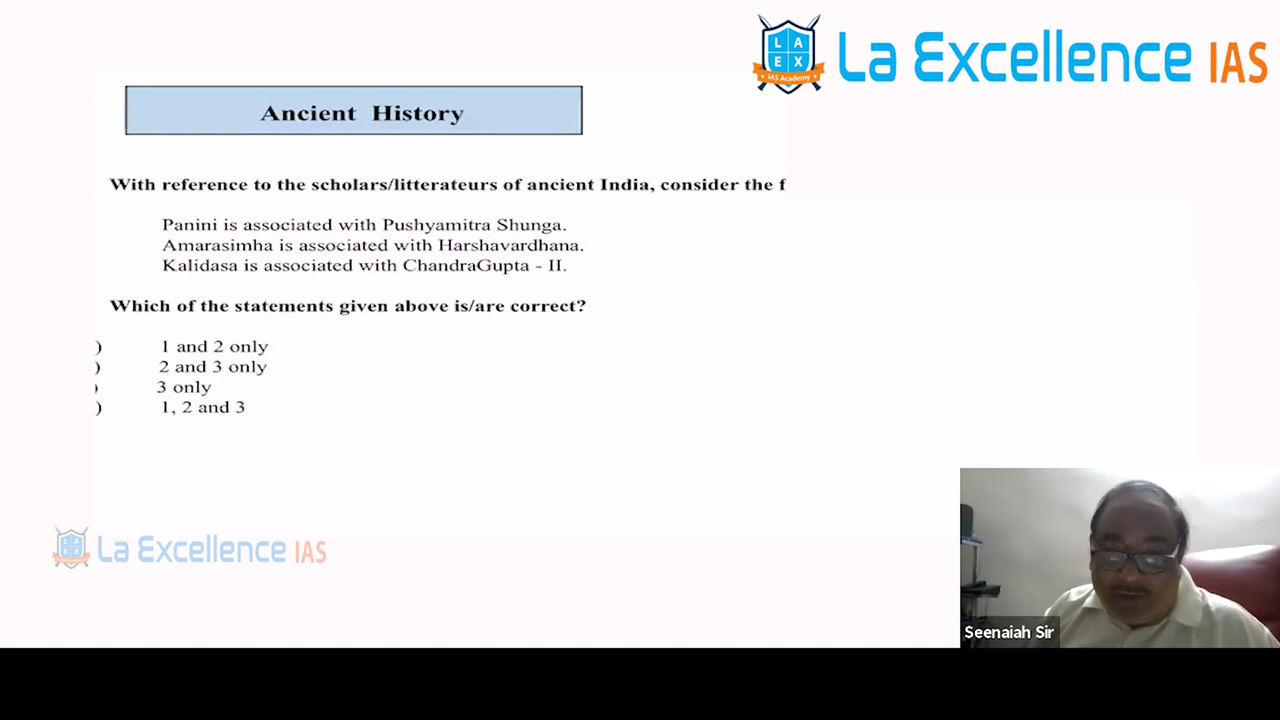 L A
E X
IAS Academy
La Excellence IAS
Ancient History
With reference to the scholars/litterateurs of ancient India, consider the f
Panini is associated with Pushyamitra Shunga.
Amarasimha is associated with Harshavardhana.
Kalidasa is associated with ChandraGupta - II.
Which of the statements given above is/are correct?
) 1 and 2 only
) 2 and 3 only
) 3 only
) 1, 2 and 3
La Excellence IAS
Seenaiah Sir